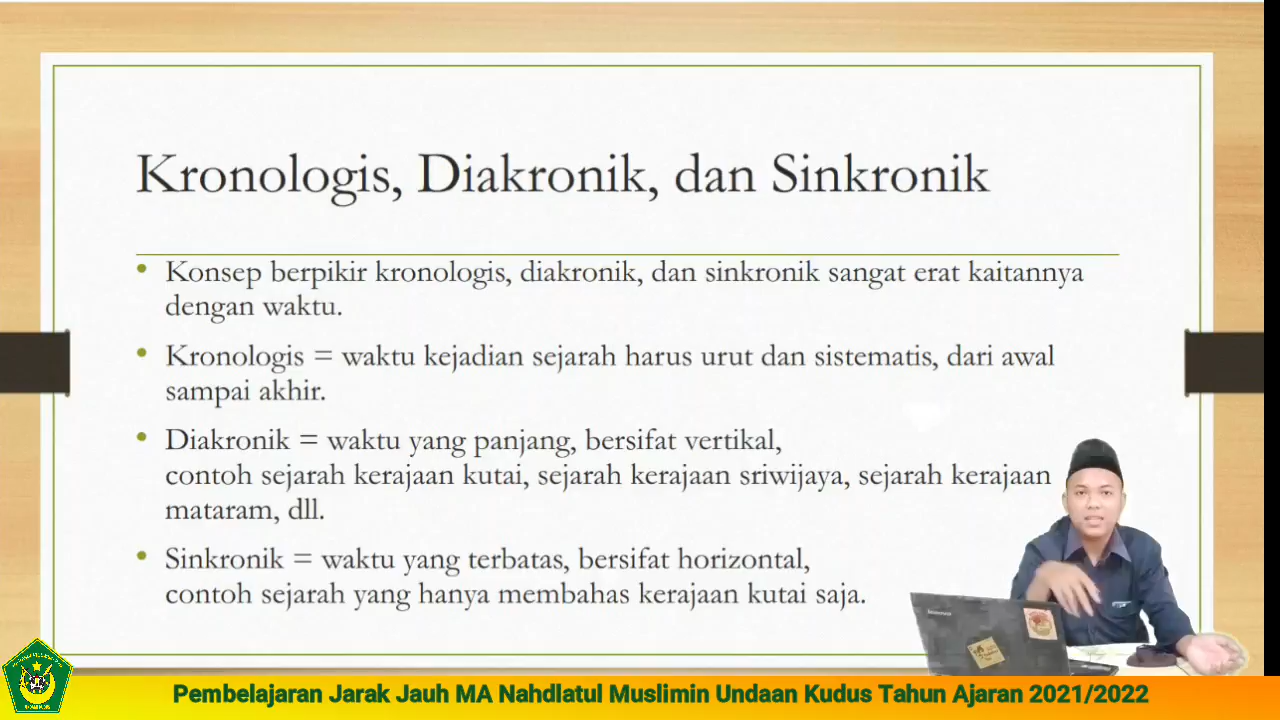 Kronologis, Diakronik, dan Sinkronik
• Konsep berpikir kronologis, diakronik, dan sinkronik sangat erat kaitannya
dengan waktu.
• Kronologis = waktu kejadian sejarah harus urut dan sistematis, dari awal
sampai akhir.
• Diakronik = waktu yang panjang, bersifat vertikal,
contoh sejarah kerajaan kutai, sejarah kerajaan sriwijaya, sejarah kerajaan
mataram, dll.
• Sinkronik = waktu yang terbatas, bersifat horizontal,
contoh sejarah yang hanya membahas kerajaan kutai saja.
Pembelajaran Jarak Jauh MA Nahdlatul Muslimin Undaan Kudus Tahun Ajaran 2021/2022